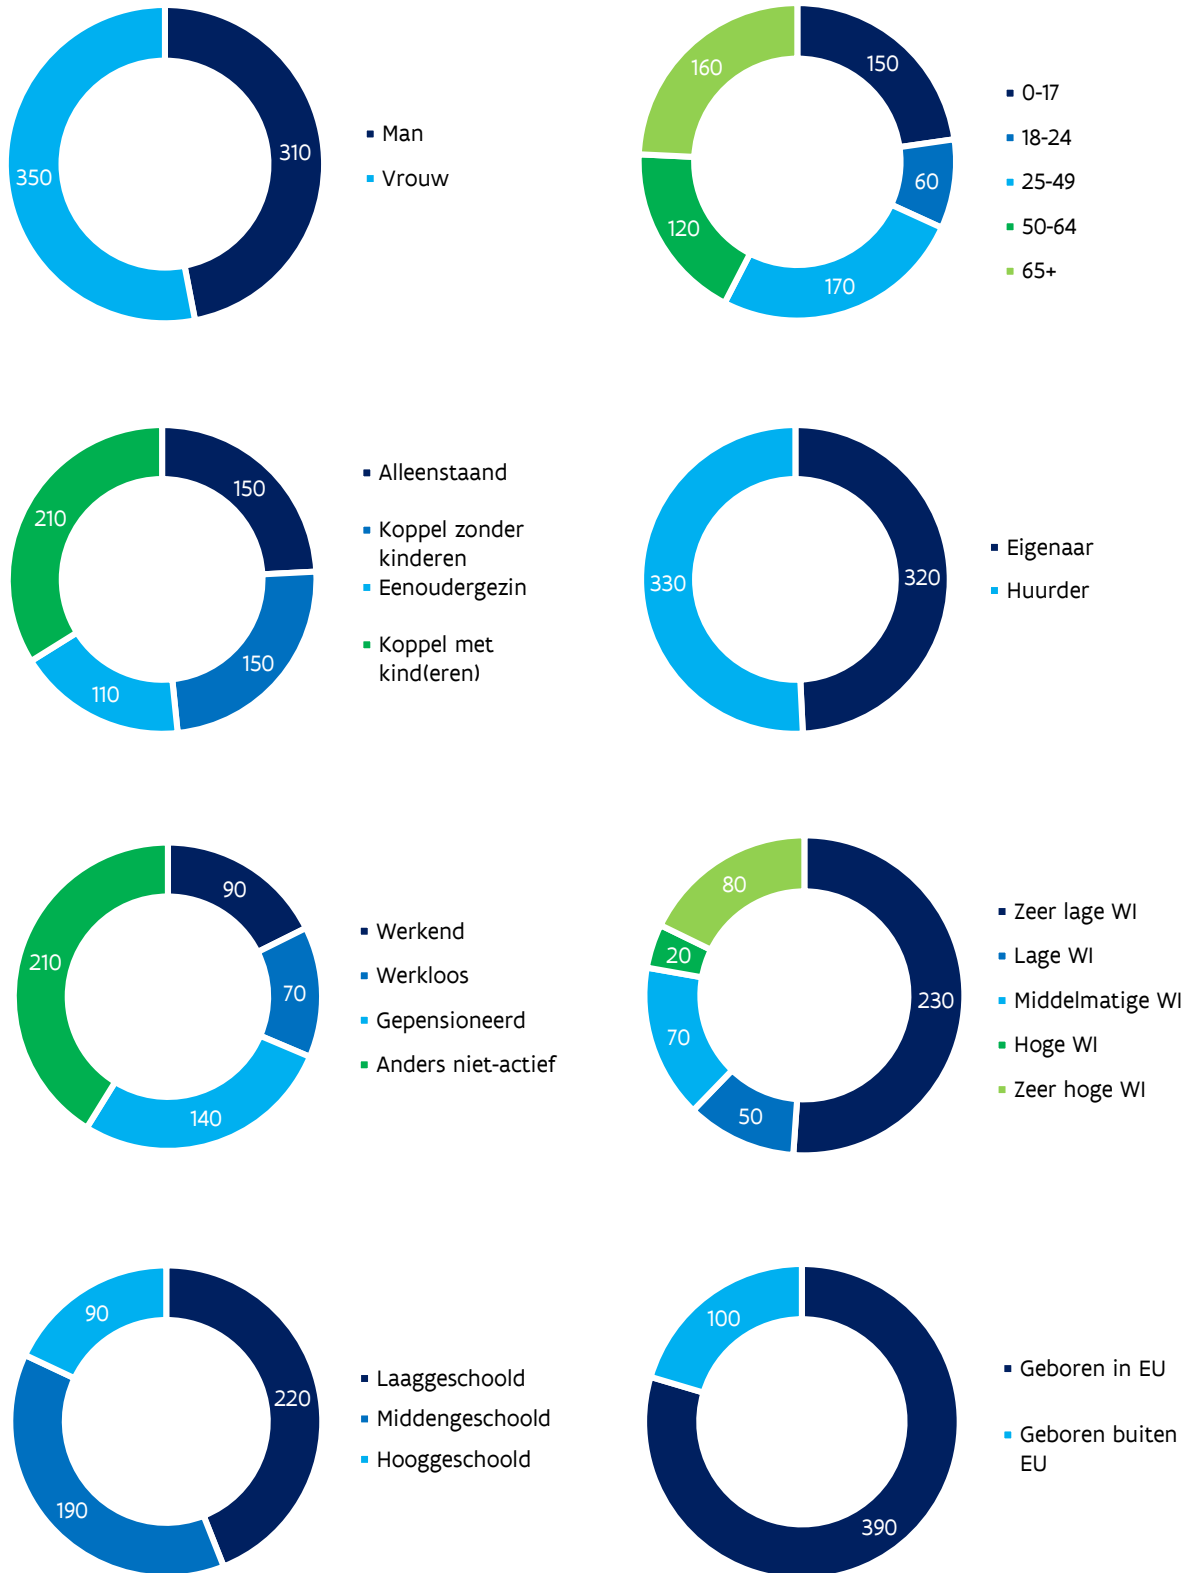 310
350
Man
Vrouw
150
60
170
120
160
0-17
18-24
25-49
50-64
65+
150
150
110
210
Alleenstaand
Koppel zonder
kinderen
Eenoudergezin
Koppel met
kind(eren)
320
330
Eigenaar
Huurder
90
70
140
210
Werkend
Werkloos
Gepensioneerd
Anders niet-actief
230
50
70
20
80
Zeer lage WI
Lage WI
Middelmatige WI
Hoge WI
Zeer hoge WI
220
190
90
Laaggeschoold
Middengeschoold
Hooggeschoold
390
100
Geboren in EU
Geboren buiten
EU